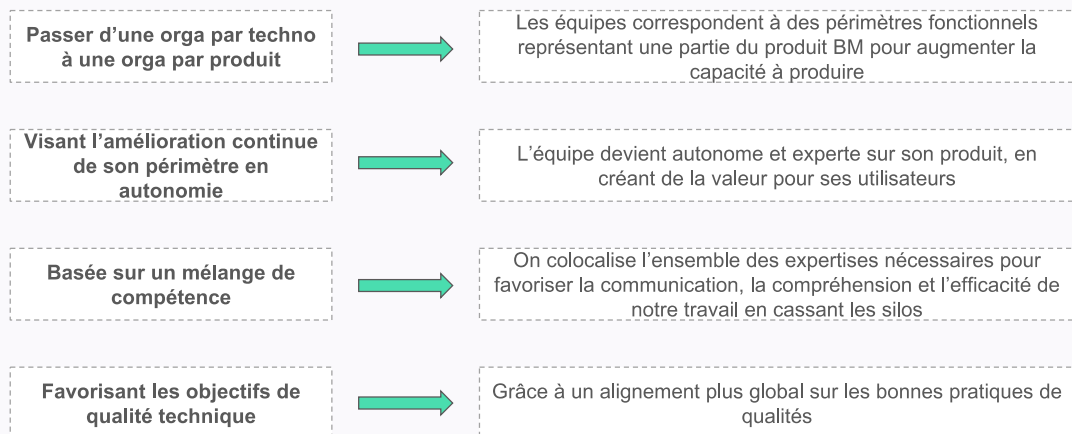 Passer d’une orga par techno
à une orga par produit
Les équipes correspondent à des périmètres fonctionnels
représentant une partie du produit BM pour augmenter la
capacité à produire
Visant l’amélioration continue
de son périmètre en
autonomie
L’équipe devient autonome et experte sur son produit, en
créant de la valeur pour ses utilisateurs
Basée sur un mélange de
compétence
On colocalise l’ensemble des expertises nécessaires pour
favoriser la communication, la compréhension et l’efficacité de
notre travail en cassant les silos
Favorisant les objectifs de
qualité technique
Grâce à un alignement plus global sur les bonnes pratiques de
qualités